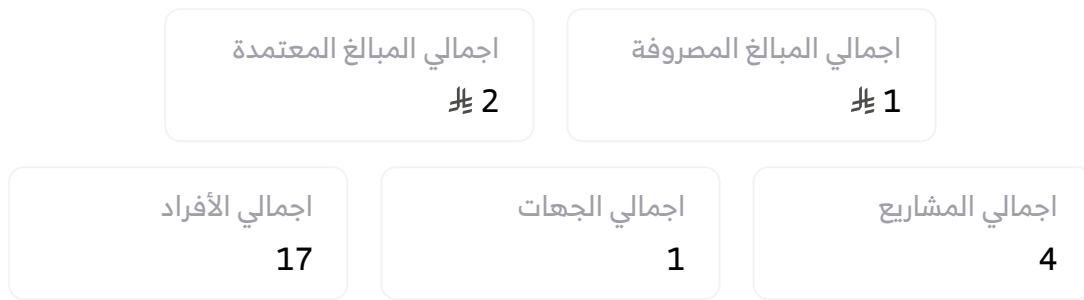 اجمالي المبالغ المصروفة
1 ⃁
اجمالي المبالغ المعتمدة
2 ⃁
اجمالي المشاريع
4
اجمالي الجهات
1
اجمالي الأفراد
17